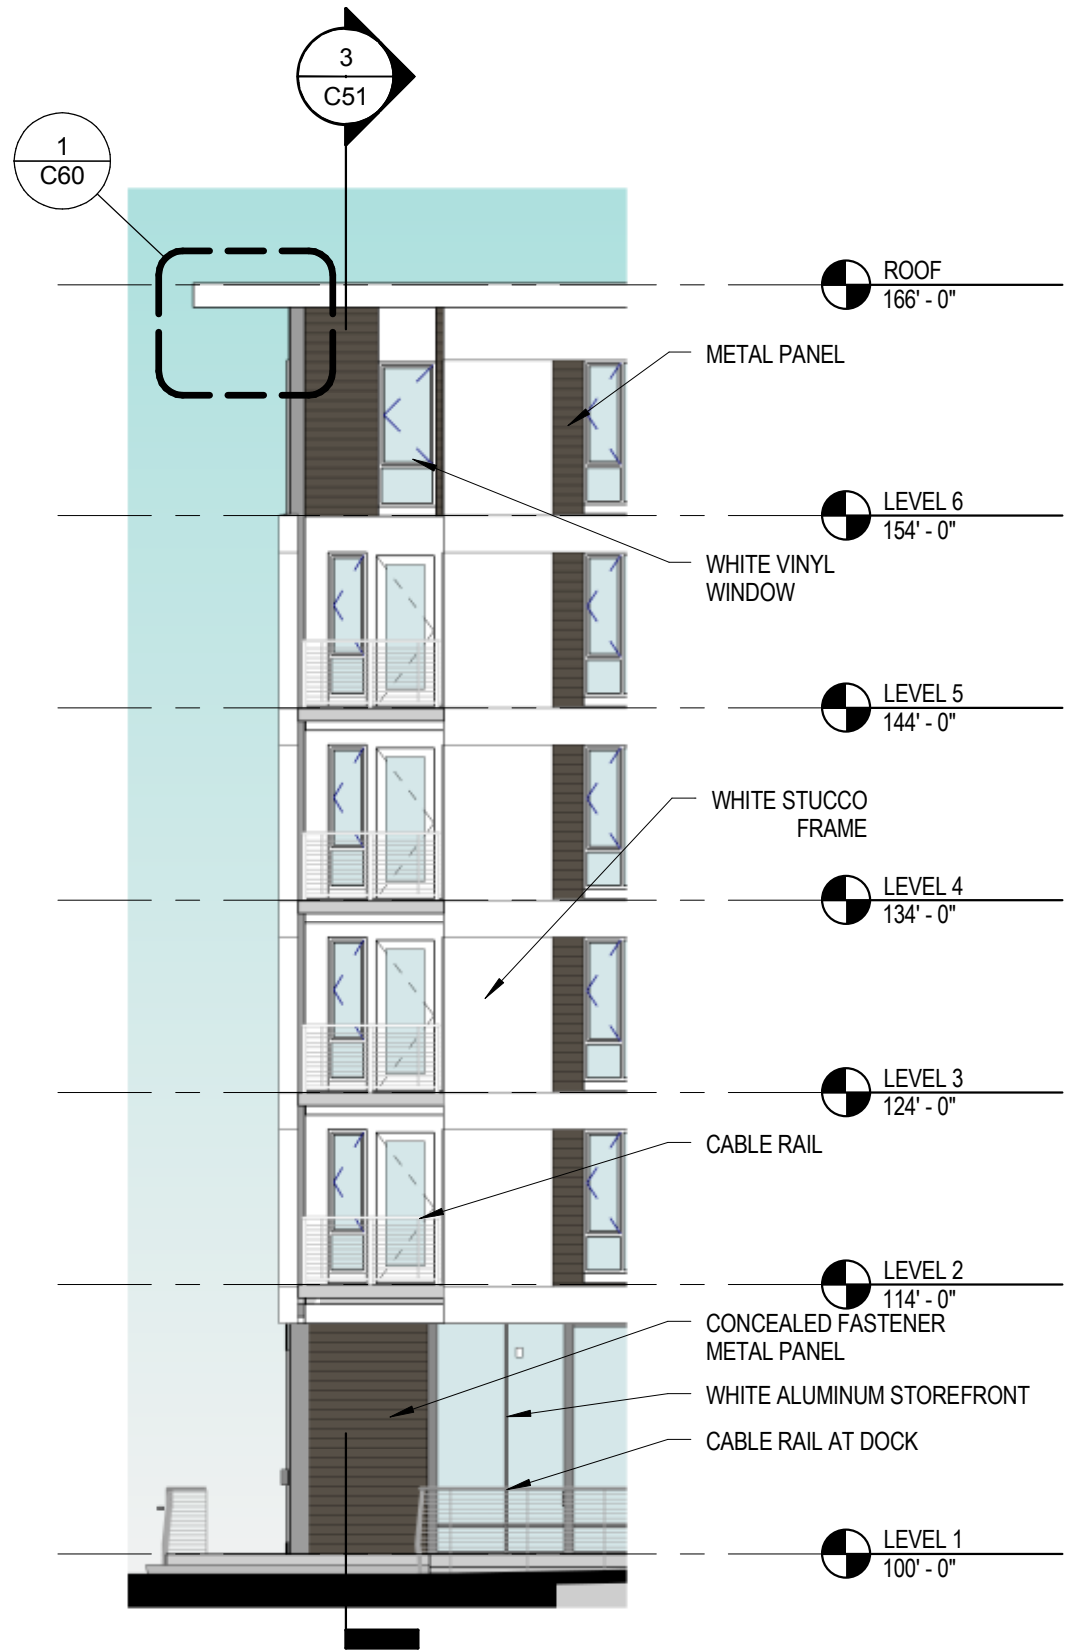 3
C51
1
C60
ROOF
166' - 0"
METAL PANEL
LEVEL 6
154' - 0"
WHITE VINYL
WINDOW
LEVEL 5
144' - 0"
WHITE STUCCO
FRAME
LEVEL 4
134' - 0"
LEVEL 3
124' - 0"
CABLE RAIL
LEVEL 2
114' - 0"
CONCEALED FASTENER
METAL PANEL
WHITE ALUMINUM STOREFRONT
CABLE RAIL AT DOCK
LEVEL 1
100' - 0"